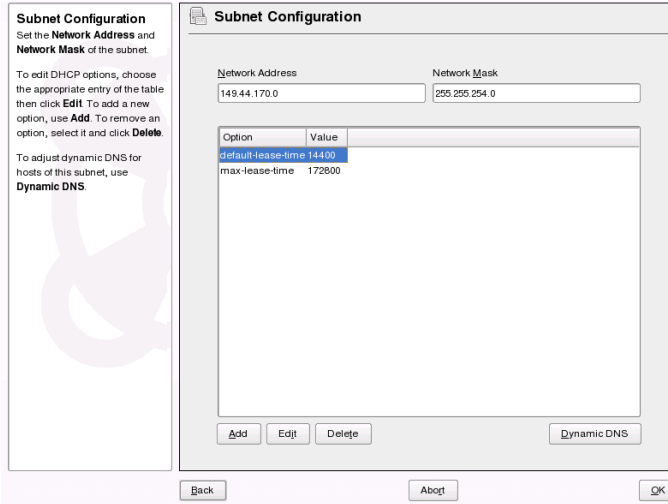 Subnet Configuration
Set the Network Address and
Network Mask of the subnet.
To edit DHCP options, choose
the appropriate entry of the table
then click Edit. To add a new
option, use Add. To remove an
option, select it and click Delete.
To adjust dynamic DNS for
hosts of this subnet, use
Dynamic DNS.
Subnet Configuration
Network Address
Network Mask
149.44.170.0
255.255.254.0
Option Value
default-lease-time 14400
max-lease-time 172800
Add
Edit
Delete
Dynamic DNS
Back
Abort
OK